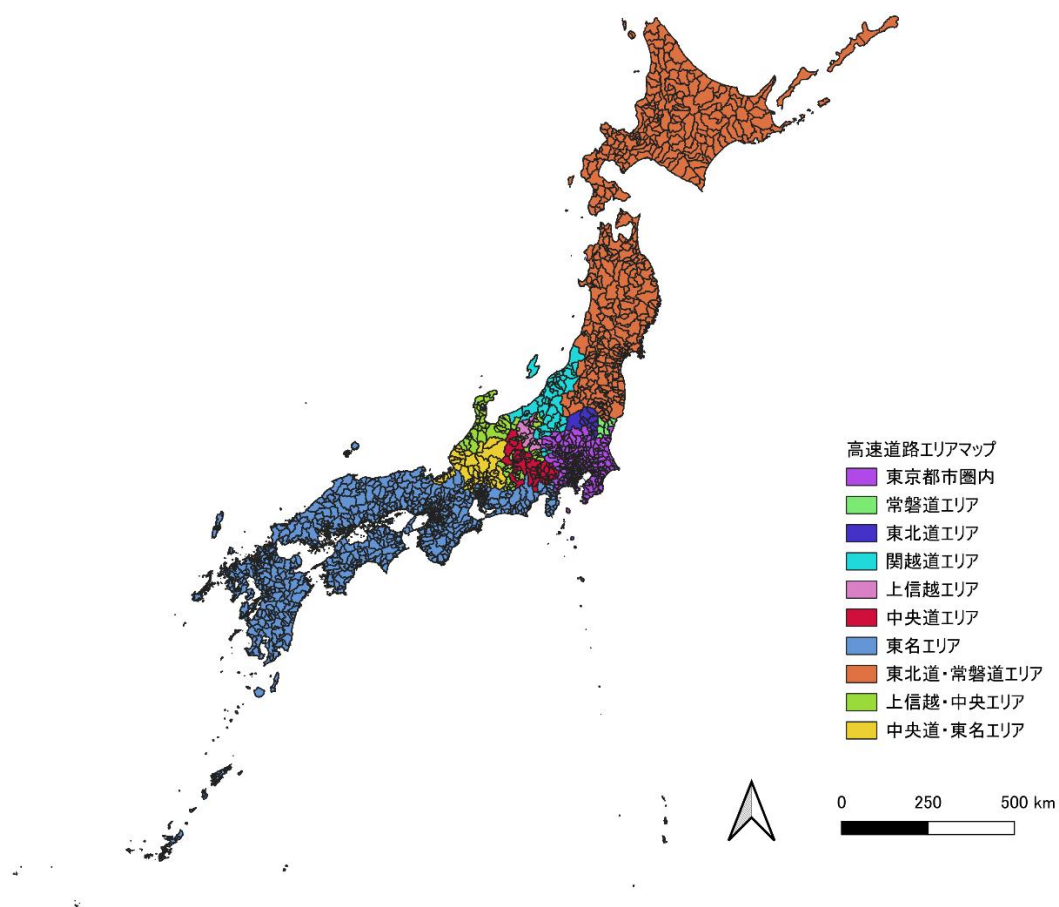 高速道路エリアマップ
東京都市圏内
常磐道エリア
東北道エリア
関越道エリア
上信越エリア
中央道エリア
東名エリア
東北道・常磐道エリア
上信越・中央エリア
中央道・東名エリア
0 250 500 km